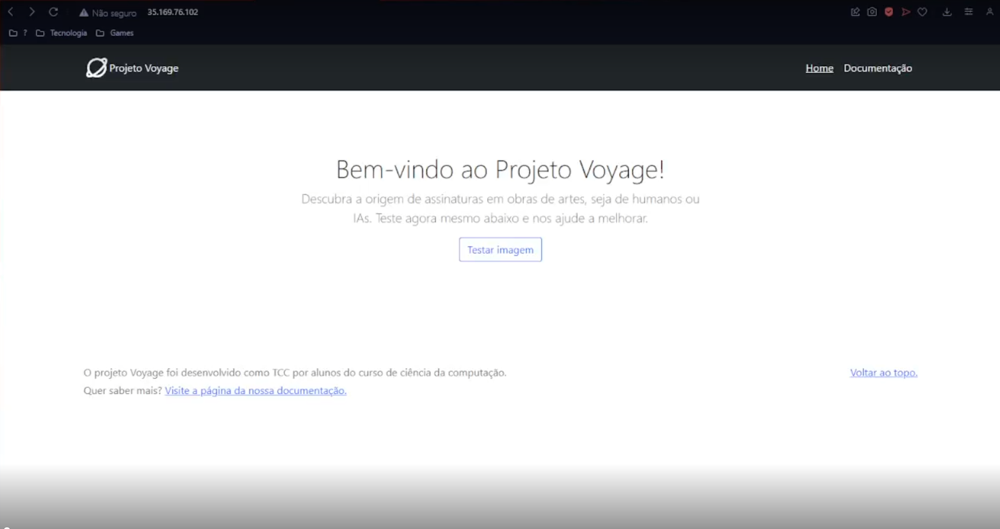 Não seguro 35.169.76.102
? Tecnologia Games
Projeto Voyage Home Documentação
Bem-vindo ao Projeto Voyage!
Descubra a origem de assinaturas em obras de artes, seja de humanos ou
IAs. Teste agora mesmo abaixo e nos ajude a melhorar.
Testar imagem
O projeto Voyage foi desenvolvido como TCC por alunos do curso de ciência da computação. Voltar ao topo.
Quer saber mais? Visite a página da nossa documentação.